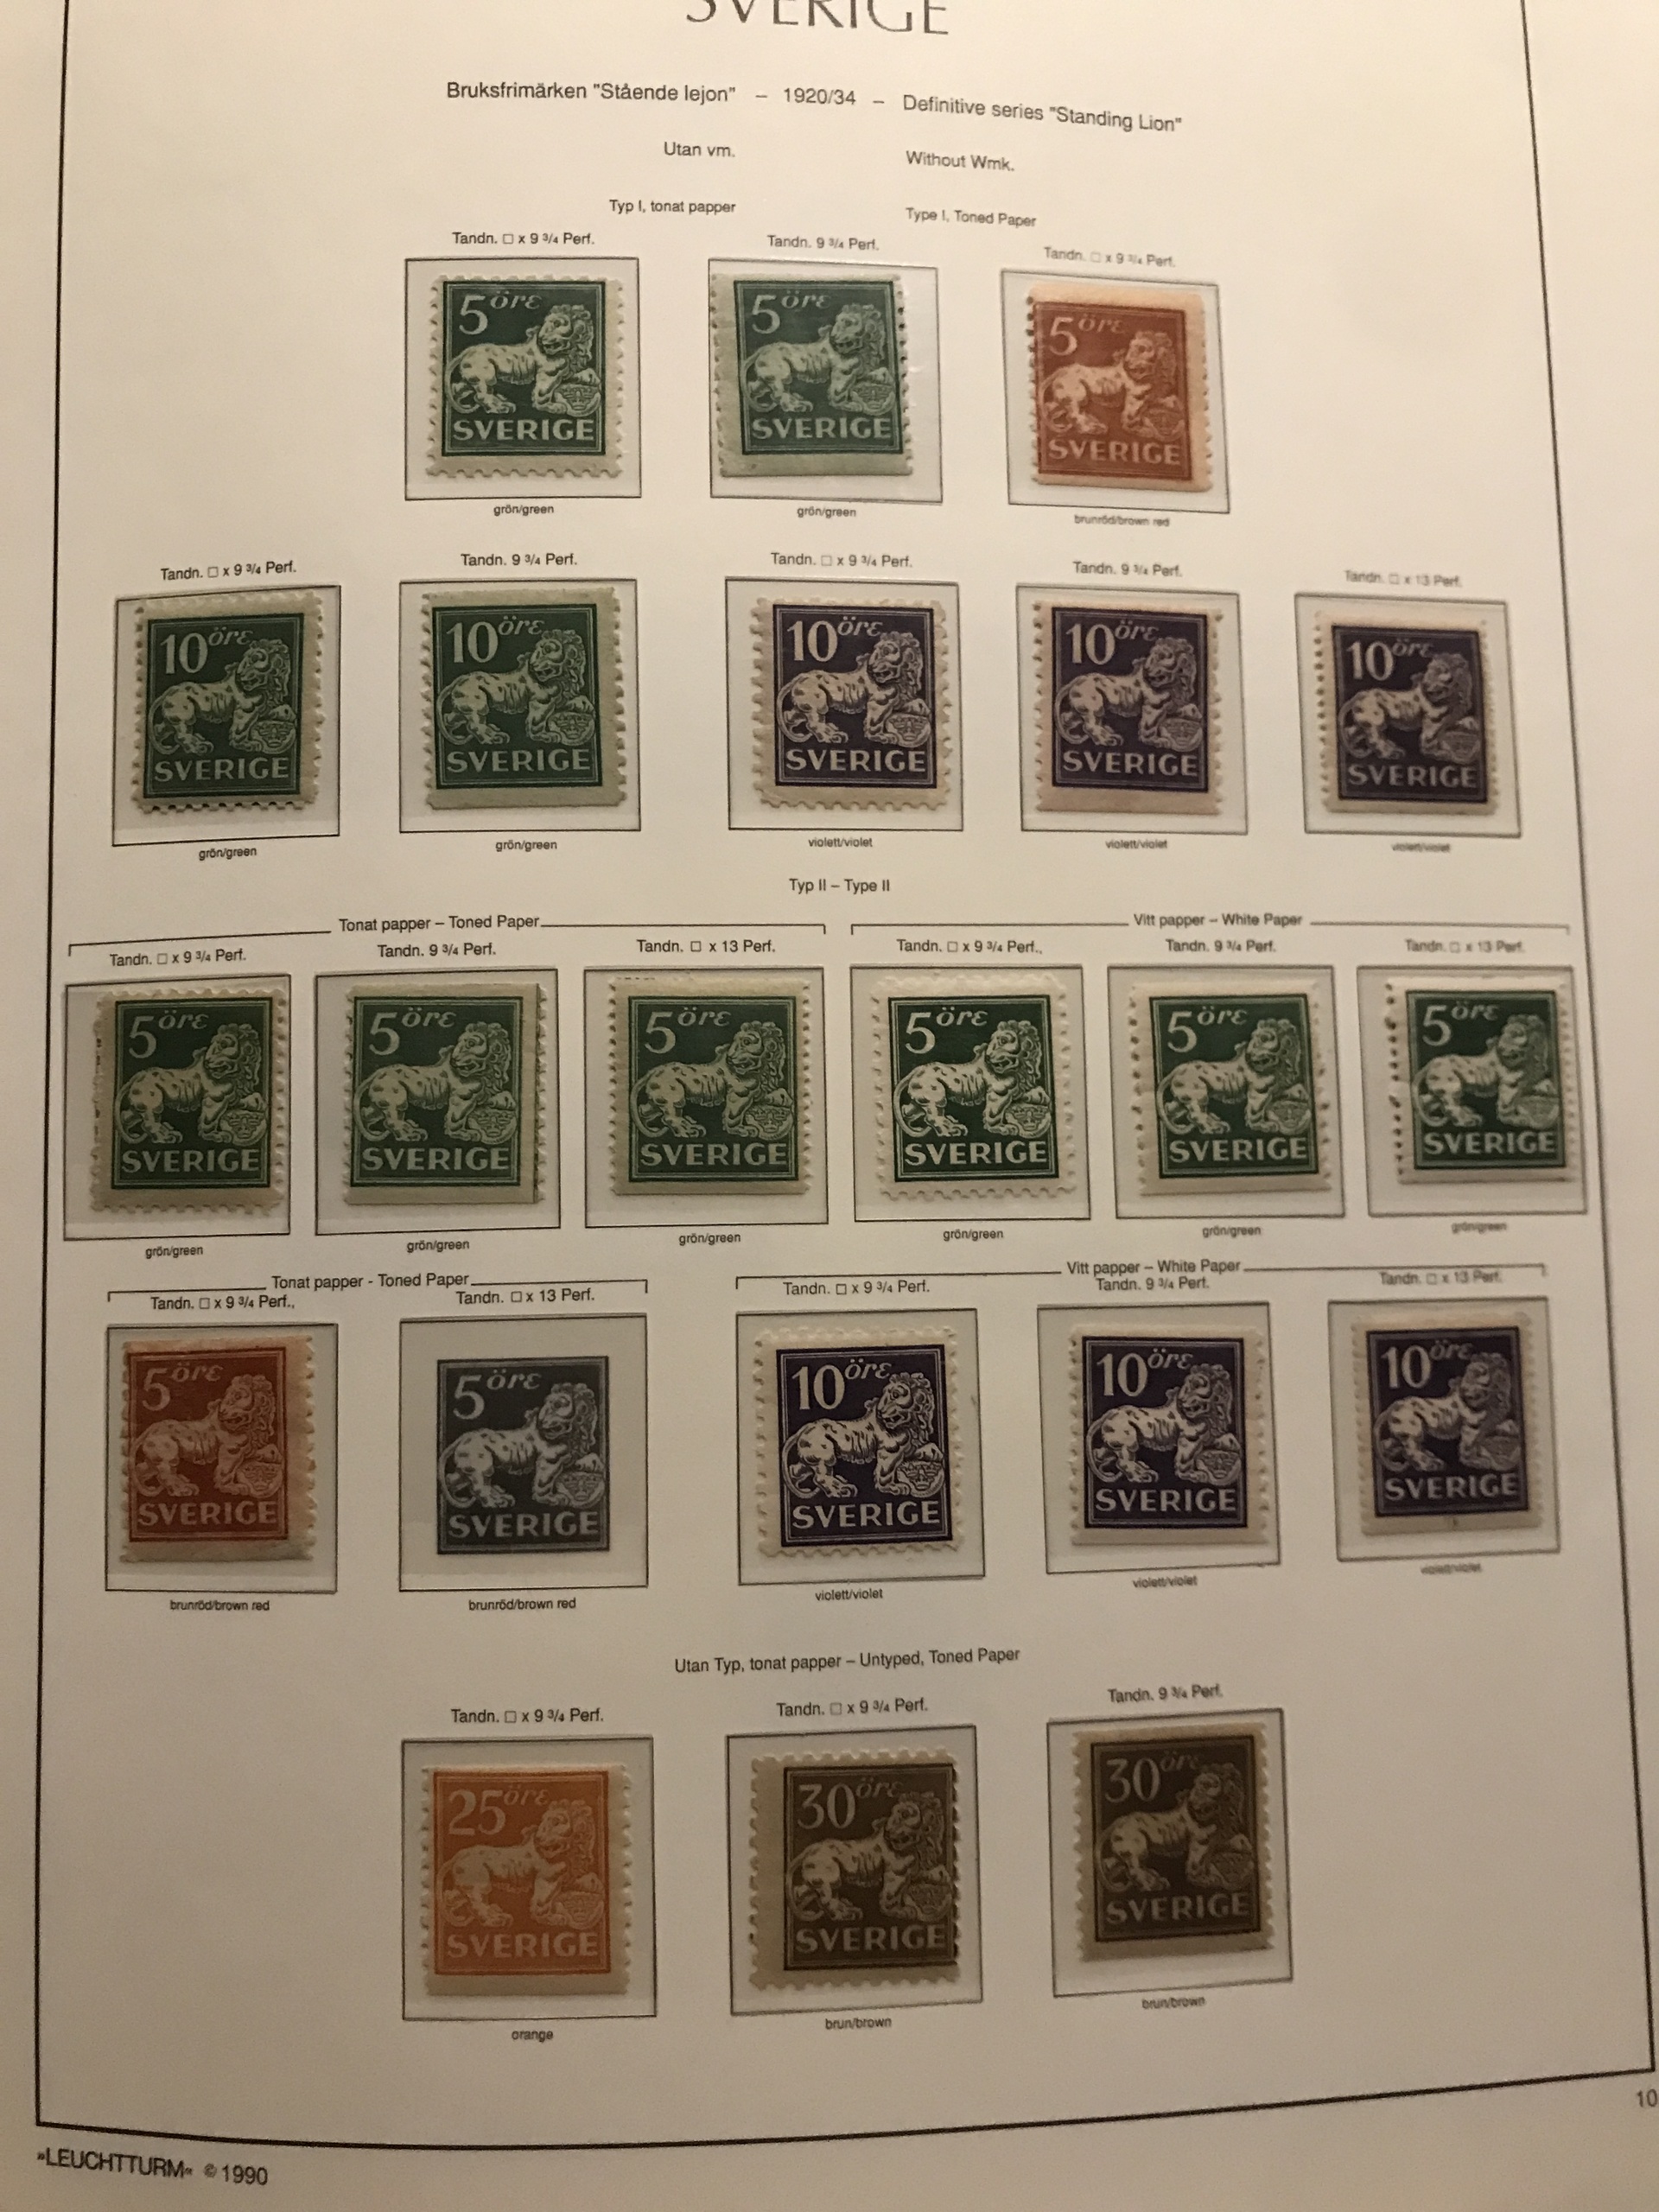 SVERIGE
Bruksfrimärken "Stående lejon" – 1920/34 – Definitive series "Standing Lion"
Utan vm. Without Wmk.
Typ I, tonat papper Type I, Toned Paper
Tandn. □ x 9 3/4 Perf. Tandn. 9 3/4 Perf. Tandn. □ x 9 3/4 Perf.
5 öre 5 öre 5 öre
SVERIGE SVERIGE SVERIGE
grön/green grön/green brunröd/brown red
Tandn. □ x 9 3/4 Perf. Tandn. 9 3/4 Perf. Tandn. □ x 9 3/4 Perf. Tandn. 9 3/4 Perf. Tandn. □ x 13 Perf.
10 öre 10 öre 10 öre 10 öre 10 öre
SVERIGE SVERIGE SVERIGE SVERIGE SVERIGE
grön/green grön/green violett/violet violett/violet violett/violet
Typ II – Type II
Tonat papper – Toned Paper Vitt papper – White Paper
Tandn. □ x 9 3/4 Perf. Tandn. 9 3/4 Perf. Tandn. □ x 13 Perf. Tandn. □ x 9 3/4 Perf., Tandn. 9 3/4 Perf. Tandn. □ x 13 Perf.
5 öre 5 öre 5 öre 5 öre 5 öre 5 öre
SVERIGE SVERIGE SVERIGE SVERIGE SVERIGE SVERIGE
grön/green grön/green grön/green grön/green grön/green grön/green
Tonat papper - Toned Paper Vitt papper – White Paper
Tandn. □ x 9 3/4 Perf., Tandn. □ x 13 Perf. Tandn. □ x 9 3/4 Perf. Tandn. 9 3/4 Perf. Tandn. □ x 13 Perf.
5 öre 5 öre 10 öre 10 öre 10 öre
SVERIGE SVERIGE SVERIGE SVERIGE SVERIGE
brunröd/brown red brunröd/brown red violett/violet violett/violet violett/violet
Utan Typ, tonat papper – Untyped, Toned Paper
Tandn. □ x 9 3/4 Perf. Tandn. □ x 9 3/4 Perf. Tandn. 9 3/4 Perf.
25 öre 30 öre 30 öre
SVERIGE SVERIGE SVERIGE
orange brun/brown brun/brown
10
»LEUCHTTURM« © 1990